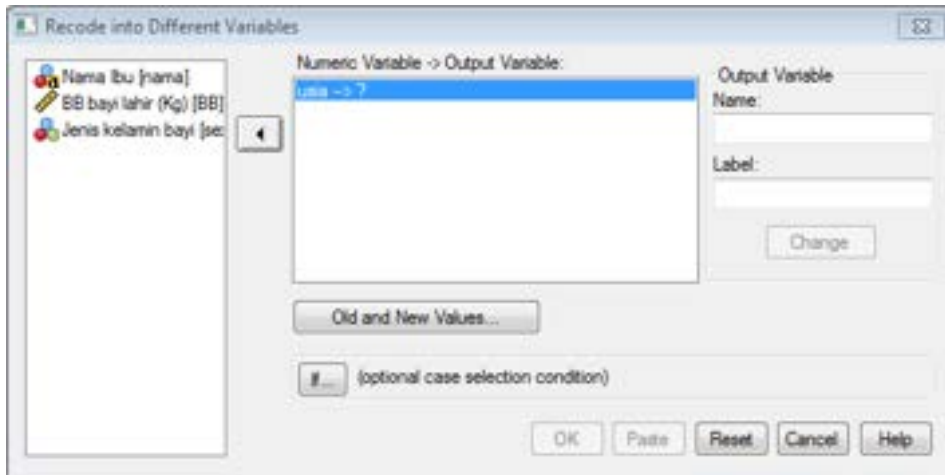 Recode into Different Variables
Nama Ibu [nama]
BB bayi lahir (Kg) [BB]
Jenis kelamin bayi [se:
Numeric Variable -> Output Variable:
usia --> ?
Output Variable
Name:
Label:
Change
Old and New Values...
If... (optional case selection condition)
OK Paste Reset Cancel Help